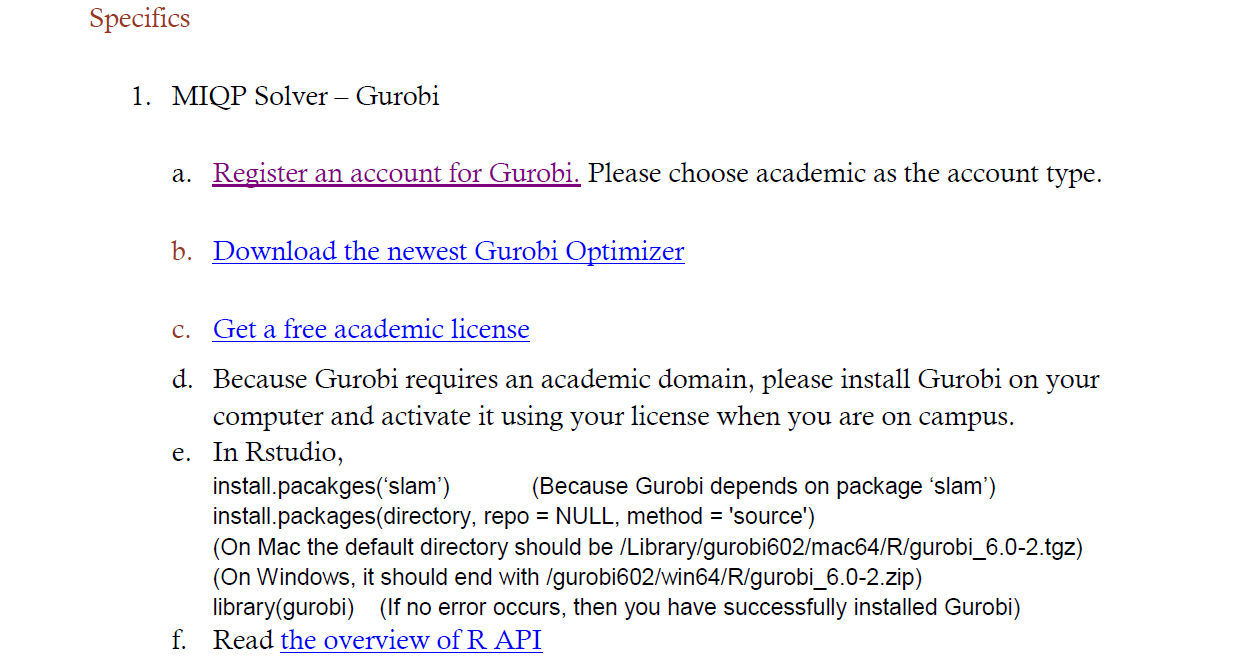 Specifics
1. MIQP Solver – Gurobi
a. Register an account for Gurobi. Please choose academic as the account type.
b. Download the newest Gurobi Optimizer
c. Get a free academic license
d. Because Gurobi requires an academic domain, please install Gurobi on your
computer and activate it using your license when you are on campus.
e. In Rstudio,
install.pacakges(‘slam’) (Because Gurobi depends on package ‘slam’)
install.packages(directory, repo = NULL, method = 'source')
(On Mac the default directory should be /Library/gurobi602/mac64/R/gurobi_6.0-2.tgz)
(On Windows, it should end with /gurobi602/win64/R/gurobi_6.0-2.zip)
library(gurobi) (If no error occurs, then you have successfully installed Gurobi)
f. Read the overview of R API